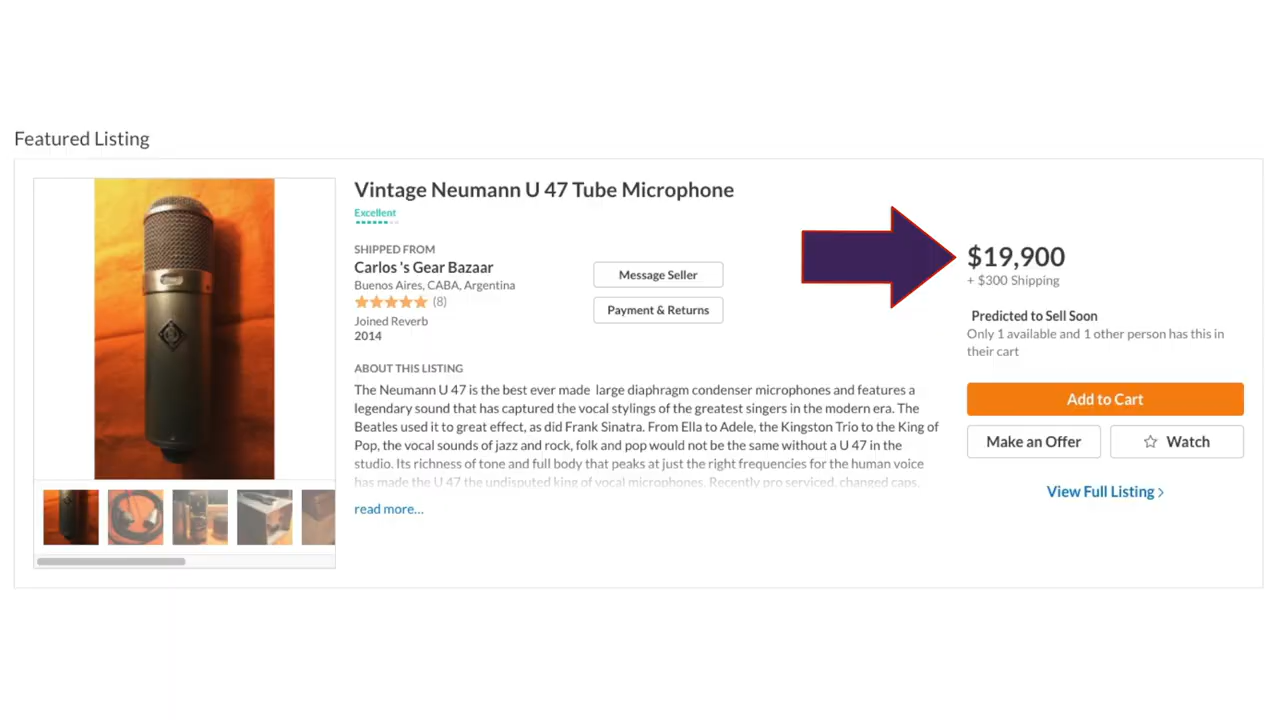 Featured Listing
Vintage Neumann U 47 Tube Microphone
Excellent
SHIPPED FROM
Carlos 's Gear Bazaar
Buenos Aires, CABA, Argentina
(8)
Joined Reverb
2014
Message Seller
Payment & Returns
ABOUT THIS LISTING
The Neumann U 47 is the best ever made large diaphragm condenser microphones and features a
legendary sound that has captured the vocal stylings of the greatest singers in the modern era. The
Beatles used it to great effect, as did Frank Sinatra. From Ella to Adele, the Kingston Trio to the King of
Pop, the vocal sounds of jazz and rock, folk and pop would not be the same without a U 47 in the
studio. Its richness of tone and full body that peaks at just the right frequencies for the human voice
has made the U 47 the undisputed king of vocal microphones. Recently pro serviced, changed caps,
read more...
$19,900
+ $300 Shipping
Predicted to Sell Soon
Only 1 available and 1 other person has this in
their cart
Add to Cart
Make an Offer
Watch
View Full Listing